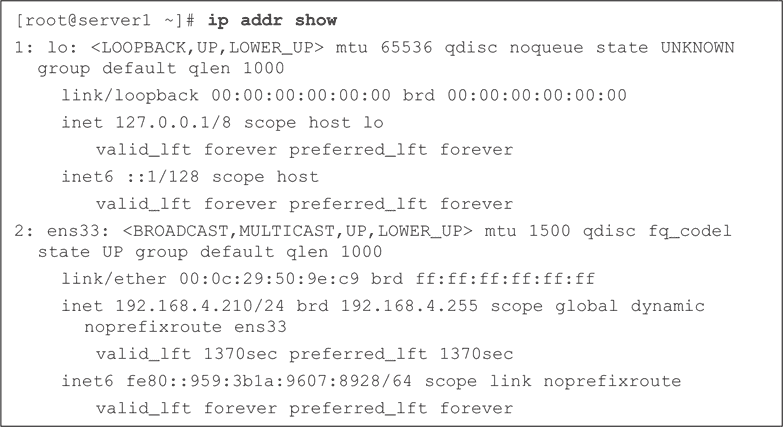 [root@server1 ~]# ip addr show
1: lo: <LOOPBACK,UP,LOWER_UP> mtu 65536 qdisc noqueue state UNKNOWN
group default qlen 1000
link/loopback 00:00:00:00:00:00 brd 00:00:00:00:00:00
inet 127.0.0.1/8 scope host lo
valid_lft forever preferred_lft forever
inet6 ::1/128 scope host
valid_lft forever preferred_lft forever
2: ens33: <BROADCAST,MULTICAST,UP,LOWER_UP> mtu 1500 qdisc fq_codel
state UP group default qlen 1000
link/ether 00:0c:29:50:9e:c9 brd ff:ff:ff:ff:ff:ff
inet 192.168.4.210/24 brd 192.168.4.255 scope global dynamic
noprefixroute ens33
valid_lft 1370sec preferred_lft 1370sec
inet6 fe80::959:3b1a:9607:8928/64 scope link noprefixroute
valid_lft forever preferred_lft forever